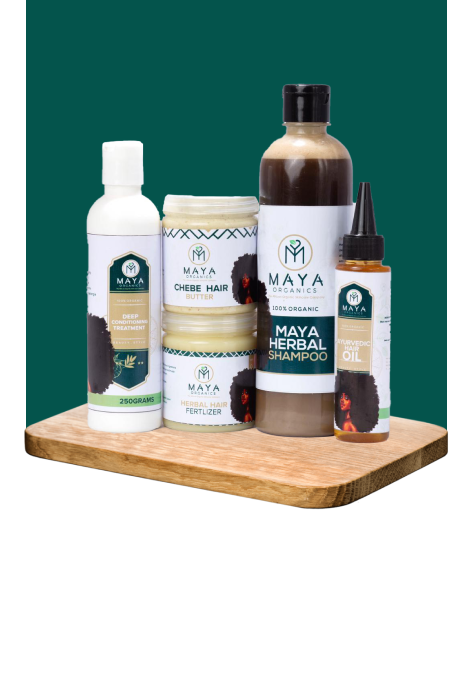 MAYA
ORGANICS
DEEP
CONDITIONING
TREATMENT
250GRAMS
MAYA
ORGANICS
CHEBE HAIR
BUTTER
MAYA
ORGANICS
HERBAL HAIR
FERTLIZER
MAYA
ORGANICS
100% ORGANIC
MAYA
HERBAL
SHAMPOO
MAYA
AYURVEDIC
HAIR
OIL